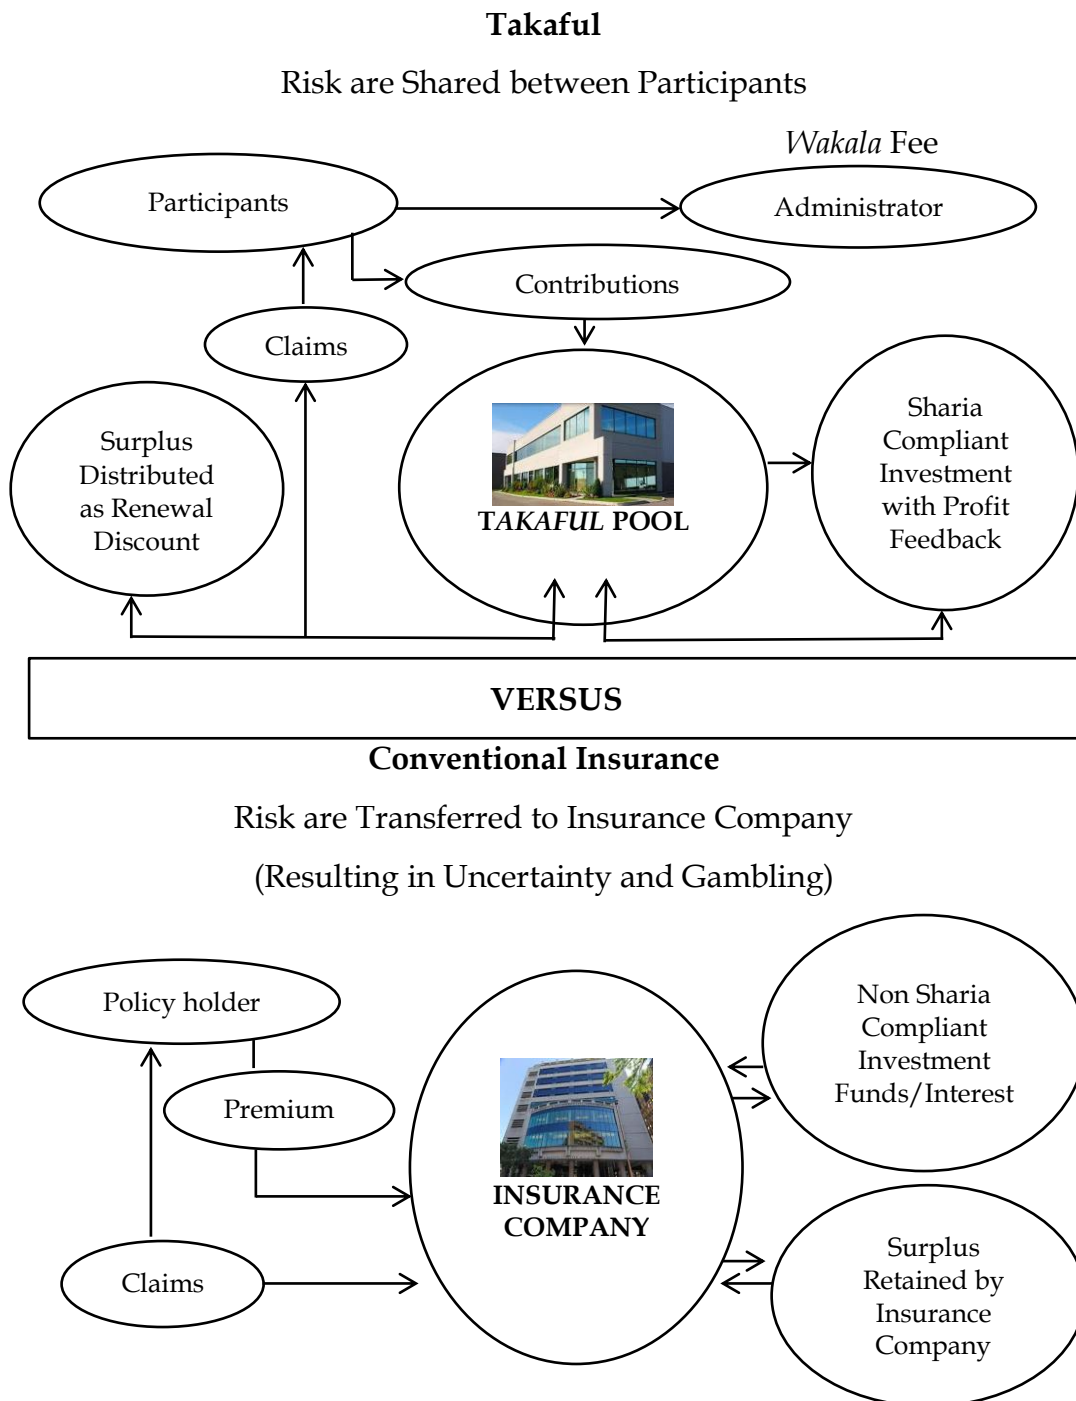 Takaful
Risk are Shared between Participants
Wakala Fee
Participants
Administrator
Contributions
Claims
Surplus
Distributed
as Renewal
Discount
TAKAFUL POOL
Sharia
Compliant
Investment
with Profit
Feedback
VERSUS
Conventional Insurance
Risk are Transferred to Insurance Company
(Resulting in Uncertainty and Gambling)
Policy holder
Premium
Claims
INSURANCE
COMPANY
Non Sharia
Compliant
Investment
Funds/Interest
Surplus
Retained by
Insurance
Company